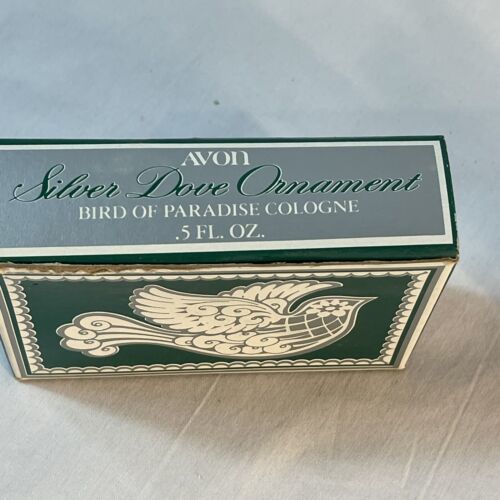 AVON
Silver Dove Ornament
BIRD OF PARADISE COLOGNE
.5 FL. OZ.